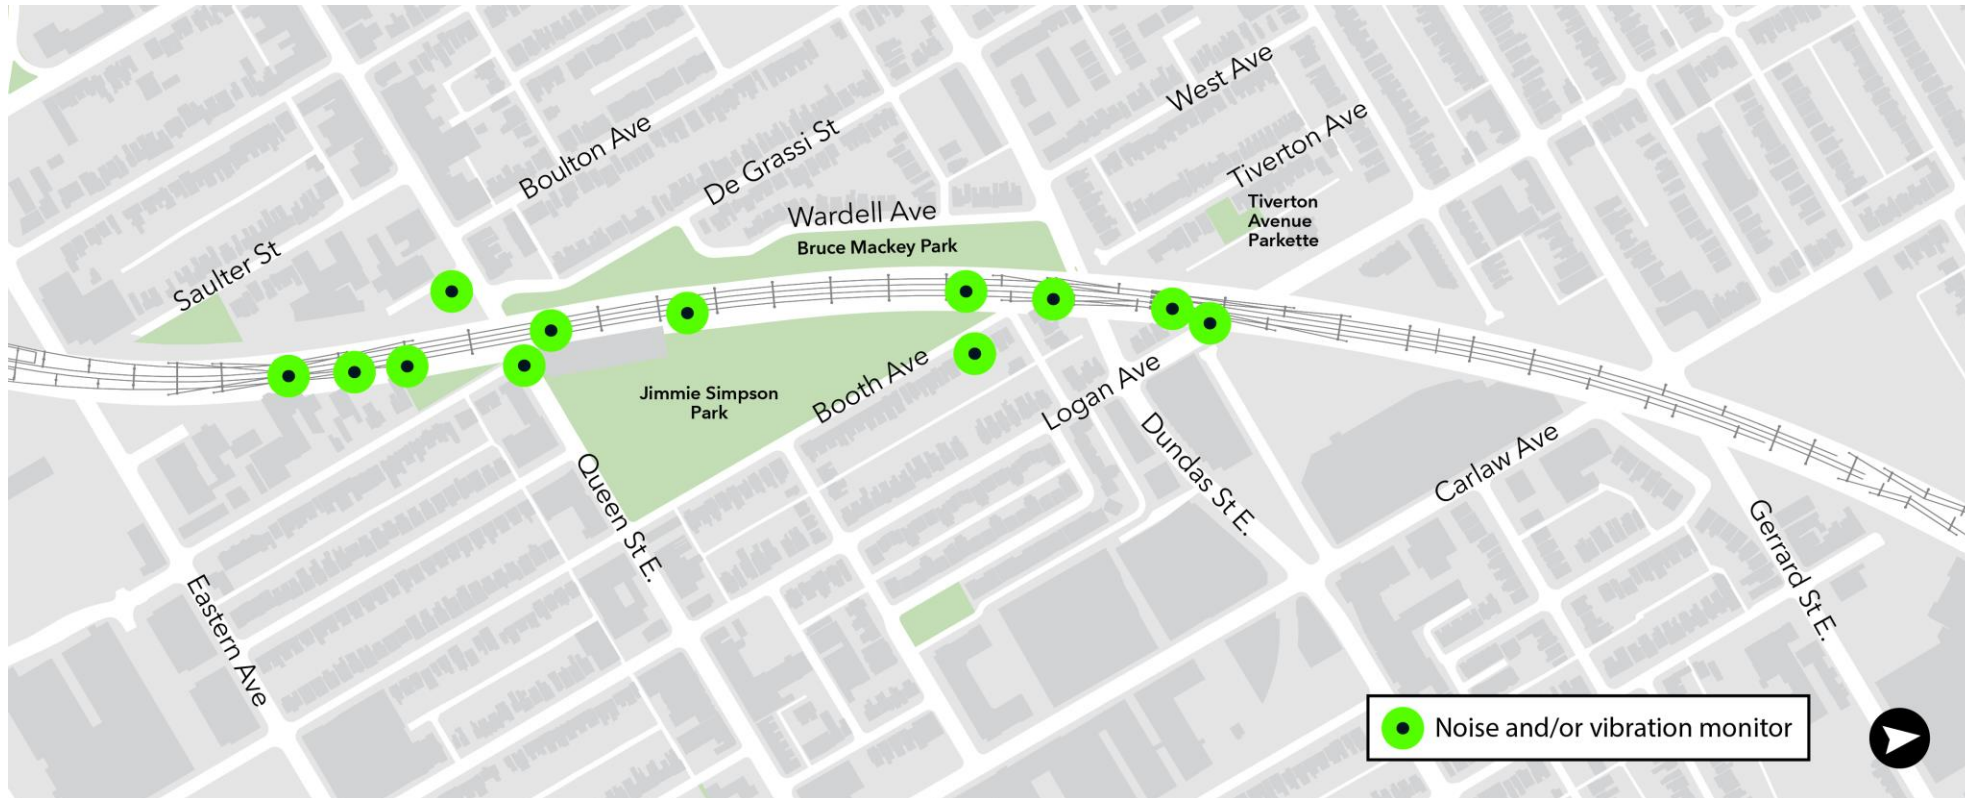 West Ave
Boulton Ave
Tiverton Ave
De Grassi St
Wardell Ave
Tiverton
Avenue
Parkette
Bruce Mackey Park
Saulter St
Jimmie Simpson
Park
Booth Ave
Logan Ave
Queen St E.
Dundas St E.
Carlaw Ave
Gerrard St E.
Eastern Ave
Noise and/or vibration monitor